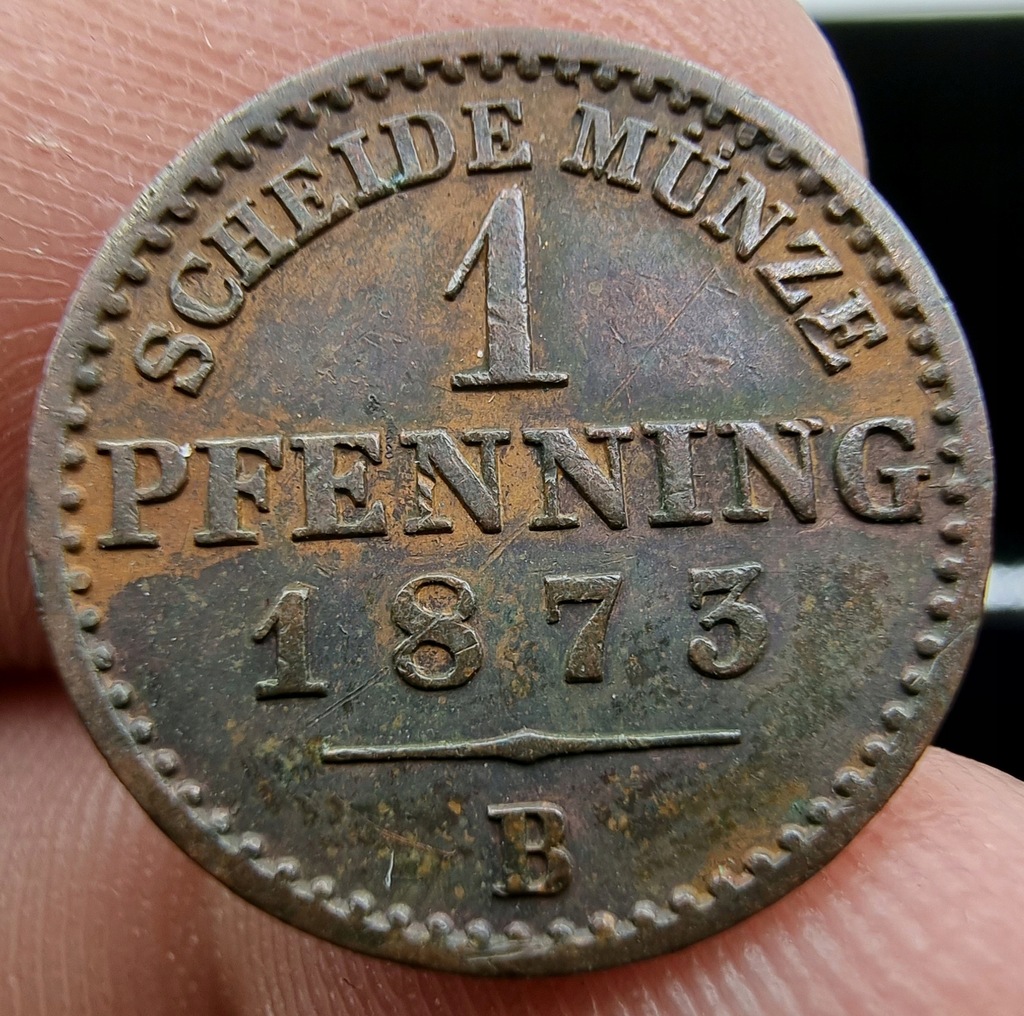 SCHEIDE MÜNZE
1
PFENNING
1873
B